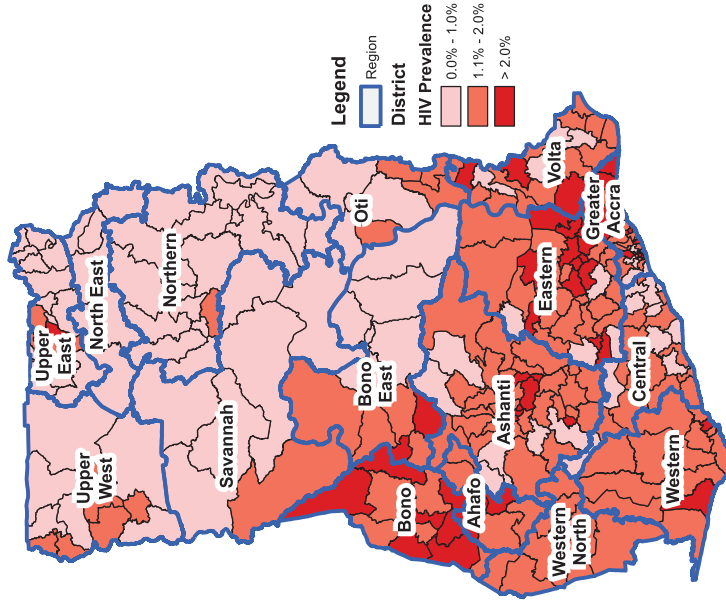 Legend
Region
District
HIV Prevalence
0.0% - 1.0%
1.1% - 2.0%
> 2.0%
Upper
East
North East
Northern
Upper
West
Savannah
Oti
Bono
East
Bono
Ahafo
Ashanti
Eastern
Volta
Greater
Accra
Central
Western
North
Western